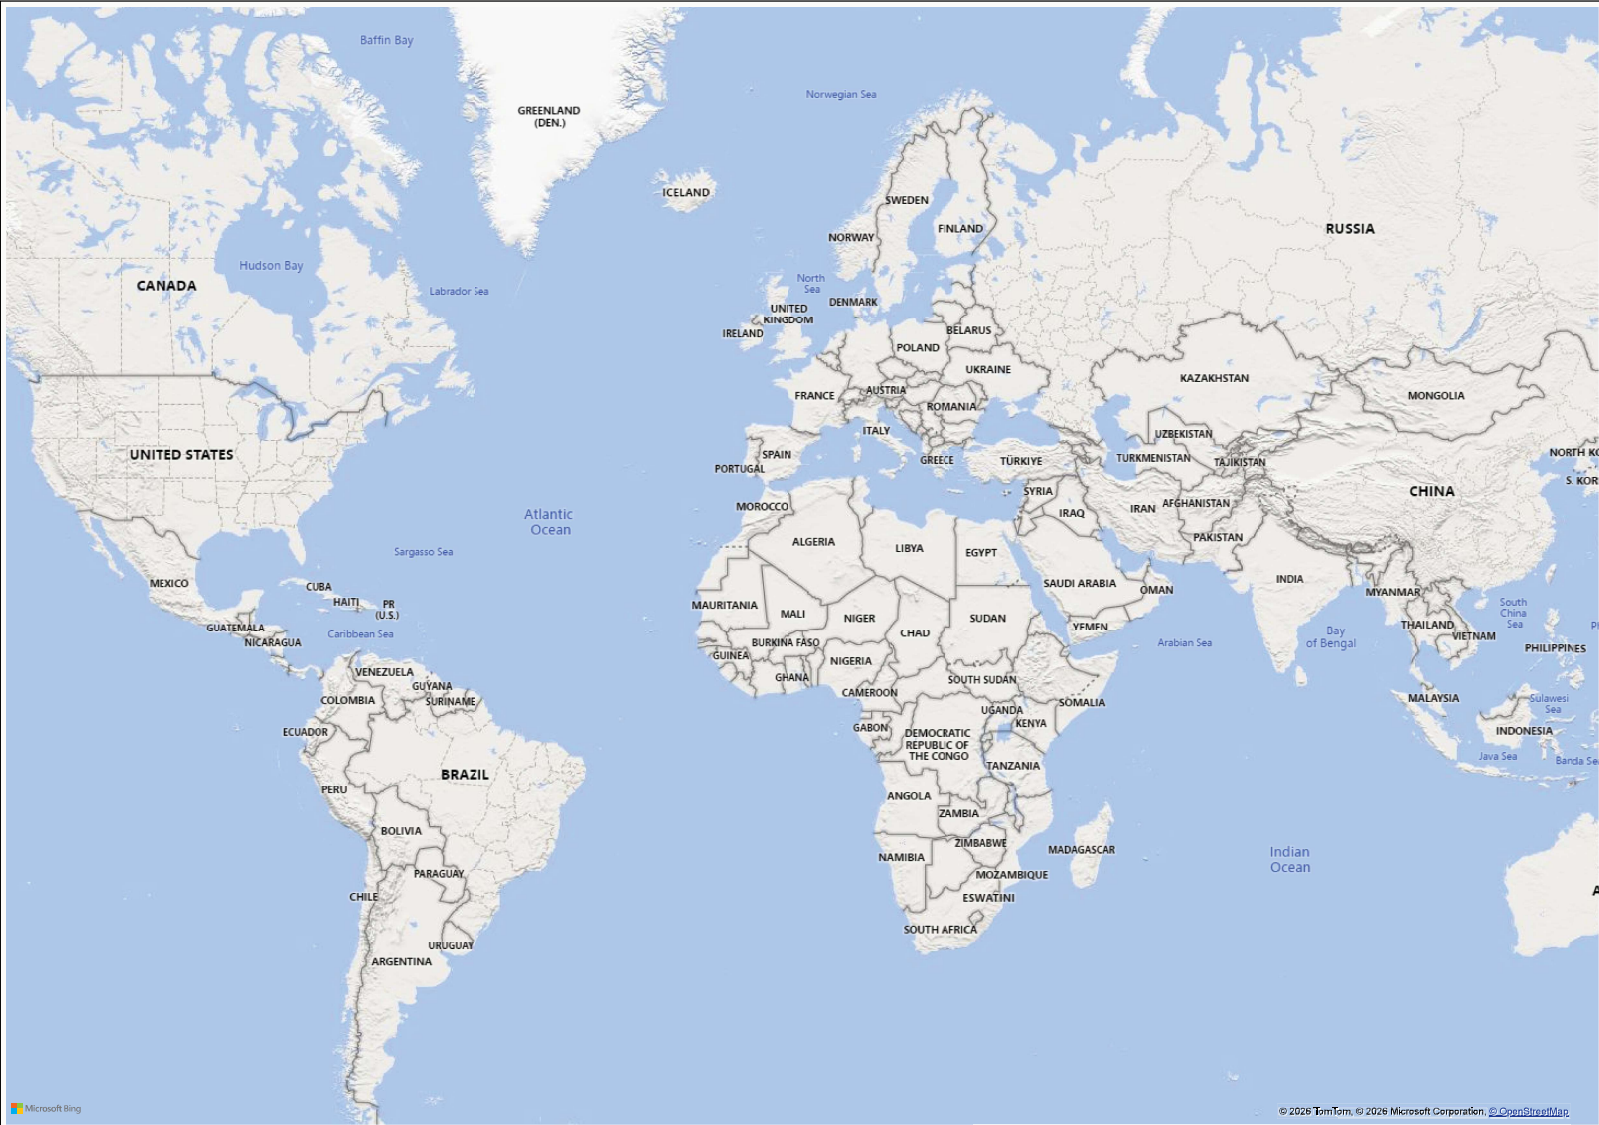 Baffin Bay
GREENLAND
(DEN.)
Norwegian Sea
ICELAND
SWEDEN
FINLAND
NORWAY
RUSSIA
Hudson Bay
CANADA
Labrador Sea
North
Sea
DENMARK
UNITED
KINGDOM
IRELAND
BELARUS
POLAND
UKRAINE
KAZAKHSTAN
MONGOLIA
FRANCE
AUSTRIA
ROMANIA
ITALY
UZBEKISTAN
UNITED STATES
SPAIN
PORTUGAL
GREECE
TÜRKIYE
TURKMENISTAN
TAJIKISTAN
NORTH KO
S. KOR
CHINA
SYRIA
MOROCCO
IRAQ
IRAN
AFGHANISTAN
Atlantic
Ocean
PAKISTAN
ALGERIA
LIBYA
EGYPT
Sargasso Sea
MEXICO
CUBA
HAITI
PR
(U.S.)
SAUDI ARABIA
OMAN
INDIA
MYANMAR
MAURITANIA
MALI
NIGER
CHAD
SUDAN
YEMEN
GUATEMALA
NICARAGUA
Caribbean Sea
BURKINA FASO
GUINEA
NIGERIA
GHANA
Arabian Sea
Bay
of Bengal
THAILAND
VIETNAM
South
China
Sea
PHILIPPINES
VENEZUELA
GUYANA
SURINAME
COLOMBIA
ECUADOR
CAMEROON
SOUTH SUDAN
SOMALIA
UGANDA
KENYA
GABON
DEMOCRATIC
REPUBLIC OF
THE CONGO
TANZANIA
MALAYSIA
Sulawesi
Sea
INDONESIA
Java Sea
Banda Sea
BRAZIL
PERU
BOLIVIA
ANGOLA
ZAMBIA
ZIMBABWE
NAMIBIA
MOZAMBIQUE
MADAGASCAR
Indian
Ocean
PARAGUAY
CHILE
ESWATINI
SOUTH AFRICA
URUGUAY
ARGENTINA
Microsoft Bing
© 2026 TomTom, © 2026 Microsoft Corporation, © OpenStreetMap